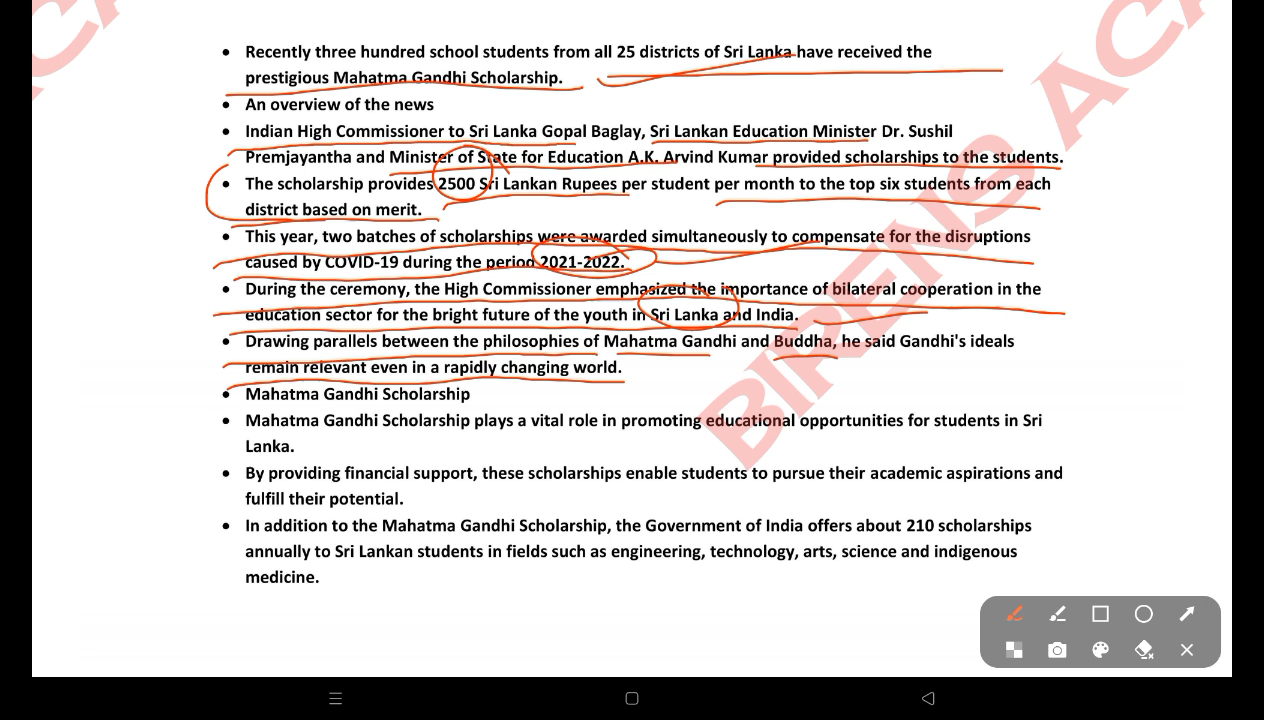 Recently three hundred school students from all 25 districts of Sri Lanka have received the
prestigious Mahatma Gandhi Scholarship.
An overview of the news
Indian High Commissioner to Sri Lanka Gopal Baglay, Sri Lankan Education Minister Dr. Sushil
Premjayantha and Minister of State for Education A.K. Arvind Kumar provided scholarships to the students.
The scholarship provides 2500 Sri Lankan Rupees per student per month to the top six students from each
district based on merit.
This year, two batches of scholarships were awarded simultaneously to compensate for the disruptions
caused by COVID-19 during the period 2021-2022.
During the ceremony, the High Commissioner emphasized the importance of bilateral cooperation in the
education sector for the bright future of the youth in Sri Lanka and India.
Drawing parallels between the philosophies of Mahatma Gandhi and Buddha, he said Gandhi's ideals
remain relevant even in a rapidly changing world.
Mahatma Gandhi Scholarship
Mahatma Gandhi Scholarship plays a vital role in promoting educational opportunities for students in Sri
Lanka.
By providing financial support, these scholarships enable students to pursue their academic aspirations and
fulfill their potential.
In addition to the Mahatma Gandhi Scholarship, the Government of India offers about 210 scholarships
annually to Sri Lankan students in fields such as engineering, technology, arts, science and indigenous
medicine.
BIRENS ACA